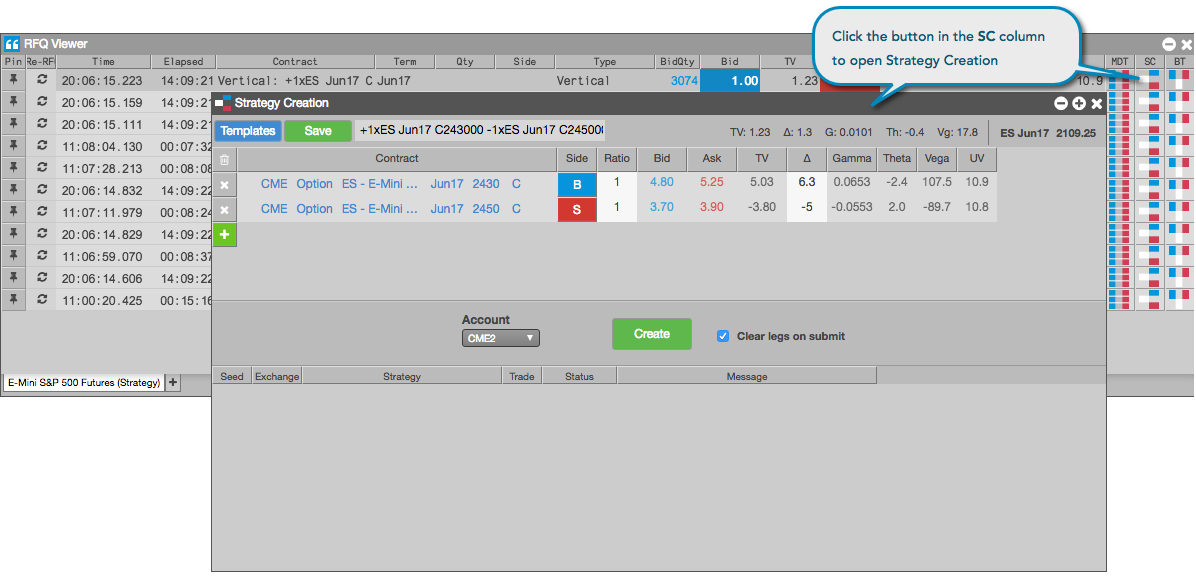 Click the button in the SC column
to open Strategy Creation
RFQ Viewer
Pin Re-RF Time Elapsed Contract Term Qty Side Type BidQty Bid TV MDT SC BT
20:06:15.223 14:09:21 Vertical: +1xES Jun17 C Jun17 Vertical 3074 1.00 1.23 10.9
20:06:15.159 14:09:21
20:06:15.111 14:09:21
11:08:04.130 00:07:32
11:07:28.213 00:08:08
20:06:14.832 14:09:22
11:07:11.979 00:08:24
20:06:14.829 14:09:22
11:06:59.070 00:08:37
20:06:14.606 14:09:22
11:00:20.425 00:15:16
E-Mini S&P 500 Futures (Strategy) +
Strategy Creation
Templates Save +1xES Jun17 C243000 -1xES Jun17 C24500( TV: 1.23 Δ: 1.3 G: 0.0101 Th: -0.4 Vg: 17.8 ES Jun17 2109.25
Contract Side Ratio Bid Ask TV Δ Gamma Theta Vega UV
CME Option ES - E-Mini ... Jun17 2430 C B 1 4.80 5.25 5.03 6.3 0.0653 -2.4 107.5 10.9
CME Option ES - E-Mini ... Jun17 2450 C S 1 3.70 3.90 -3.80 -5 -0.0553 2.0 -89.7 10.8
+
Account
CME2
Create
Clear legs on submit
Seed Exchange Strategy Trade Status Message